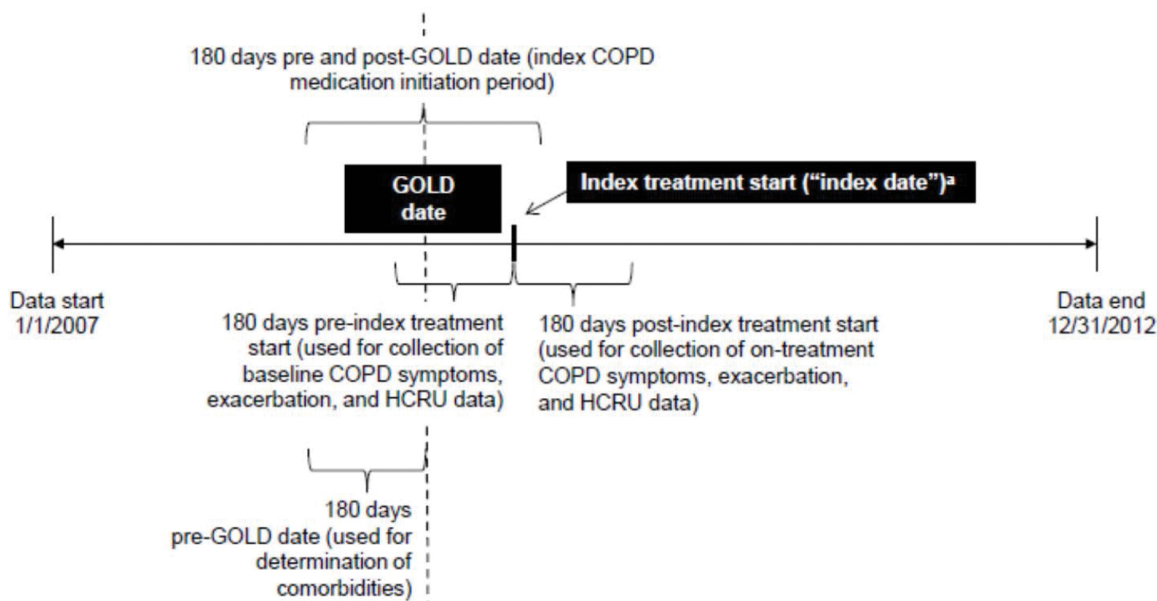 180 days pre and post-GOLD date (index COPD
medication initiation period)
GOLD
date
Index treatment start (“index date”)ª
Data start
1/1/2007
180 days pre-index treatment
start (used for collection of
baseline COPD symptoms,
exacerbation, and HCRU data)
180 days post-index treatment start
(used for collection of on-treatment
COPD symptoms, exacerbation,
and HCRU data)
Data end
12/31/2012
180 days
pre-GOLD date (used for
determination of
comorbidities)